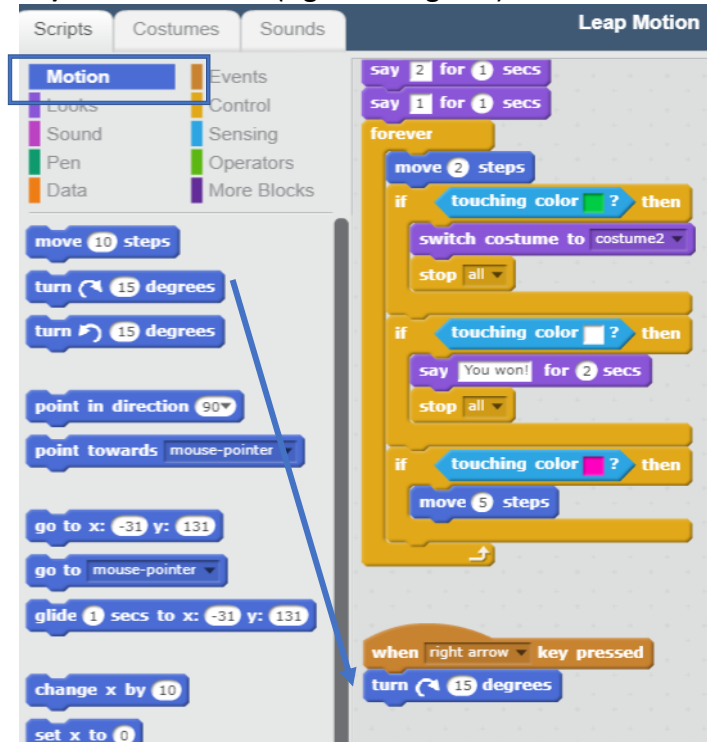 Scripts Costumes Sounds Leap Motion
Motion Events
Looks Control
Sound Sensing
Pen Operators
Data More Blocks
move 10 steps
turn 15 degrees
turn 15 degrees
point in direction 90
point towards mouse-pointer
go to x: -31 y: 131
go to mouse-pointer
glide 1 secs to x: -31 y: 131
change x by 10
set x to 0
say 2 for 1 secs
say 1 for 1 secs
forever
move 2 steps
if touching color ? then
switch costume to costume2
stop all
if touching color ? then
say You won! for 2 secs
stop all
if touching color ? then
move 5 steps
when right arrow key pressed
turn 15 degrees